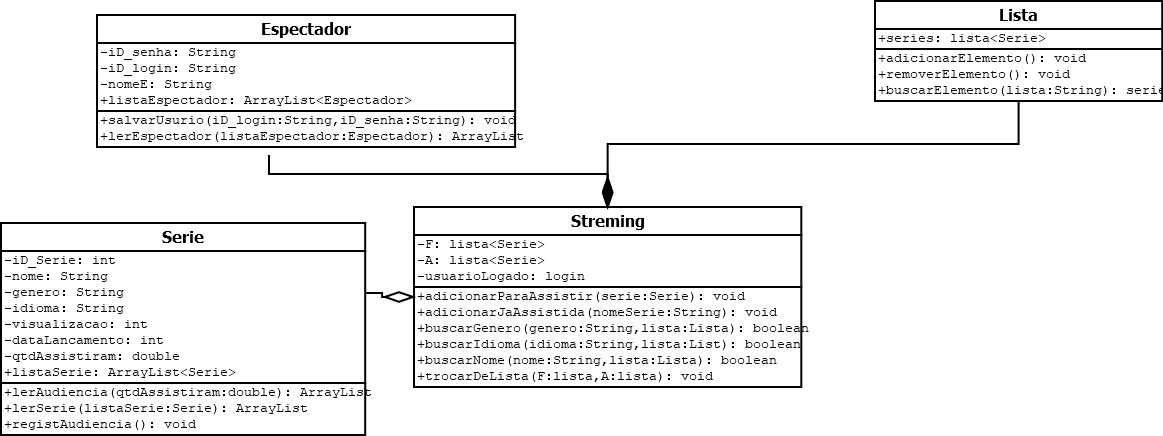 Espectador
-iD_senha: String
-iD_login: String
-nomeE: String
+listaEspectador: ArrayList<Espectador>
+salvarUsurio(iD_login:String,iD_senha:String): void
+lerEspectador(listaEspectador:Espectador): ArrayList
Lista
+series: lista<Serie>
+adicionarElemento(): void
+removerElemento(): void
+buscarElemento(lista:String): serie
Serie
-iD_Serie: int
-nome: String
-genero: String
-idioma: String
-visualizacao: int
-dataLancamento: int
-qtdAssistiram: double
+listaSerie: ArrayList<Serie>
+lerAudiencia(qtdAssistiram:double): ArrayList
+lerSerie(listaSerie:Serie): ArrayList
+registAudiencia(): void
Streming
-F: lista<Serie>
-A: lista<Serie>
-usuarioLogado: login
+adicionarParaAssistir(serie:Serie): void
+adicionarJaAssistida(nomeSerie:String): void
+buscarGenero(genero:String,lista:Lista): boolean
+buscarIdioma(idioma:String,lista:List): boolean
+buscarNome(nome:String,lista:Lista): boolean
+trocarDeLista(F:lista,A:lista): void